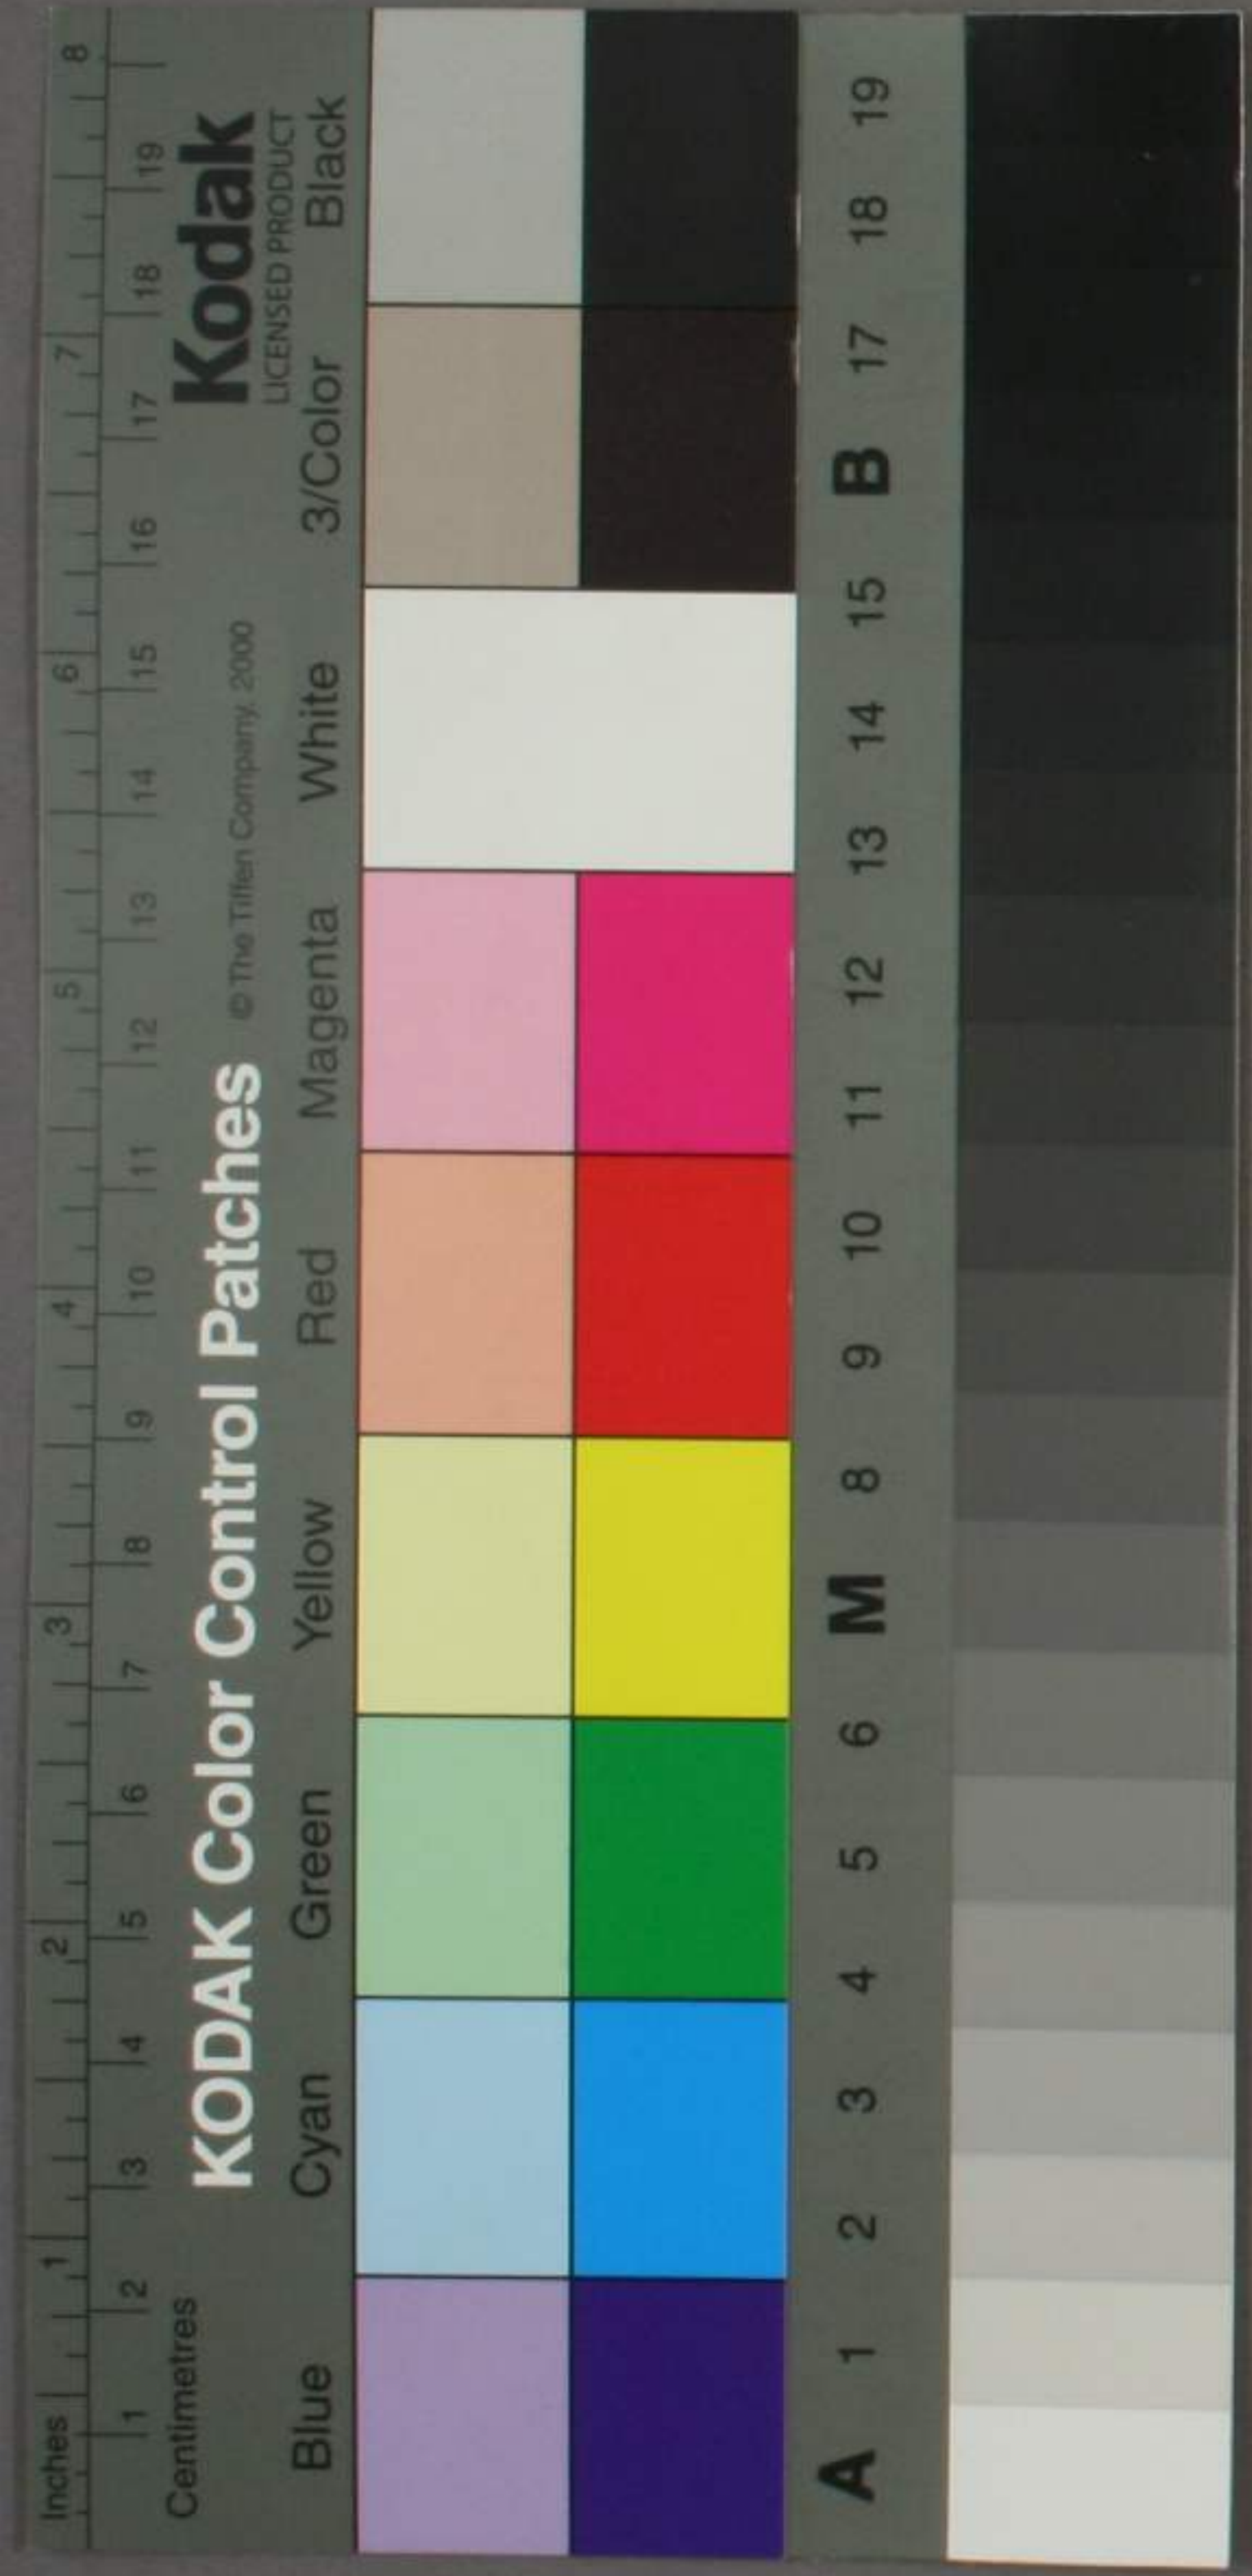 Inches 1 2 3 4 5 6 7 8
1 2 3 4 5 6 7 8 9 10 11 12 13 14 15 16 17 18 19
Centimetres
KODAK Color Control Patches © The Tiffen Company, 2000 Kodak
LICENSED PRODUCT
Blue Cyan Green Yellow Red Magenta White 3/Color Black
A 1 2 3 4 5 6 M 8 9 10 11 12 13 14 15 B 17 18 19